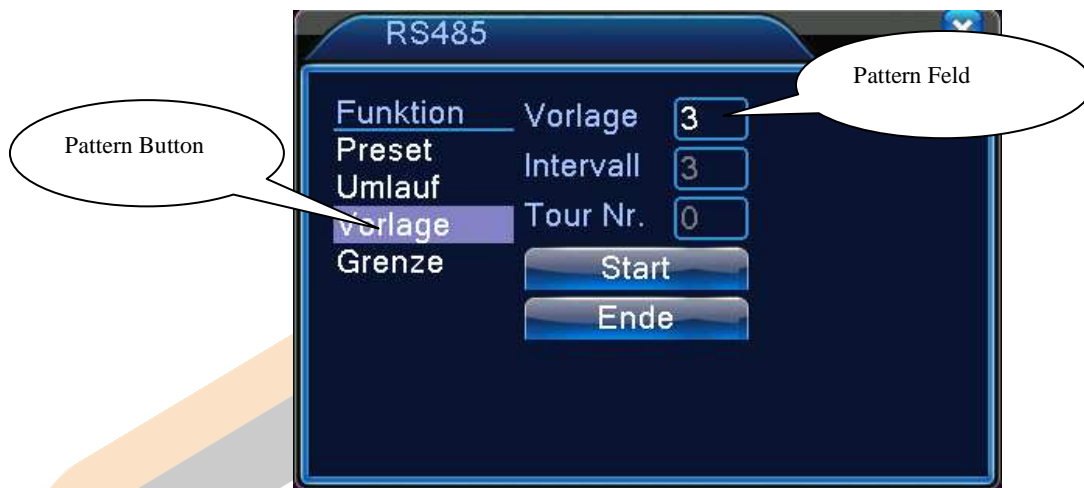 RS485
Pattern Feld
Pattern Button
Funktion
Preset
Umlauf
Vorlage
Grenze
Vorlage 3
Intervall 3
Tour Nr. 0
Start
Ende